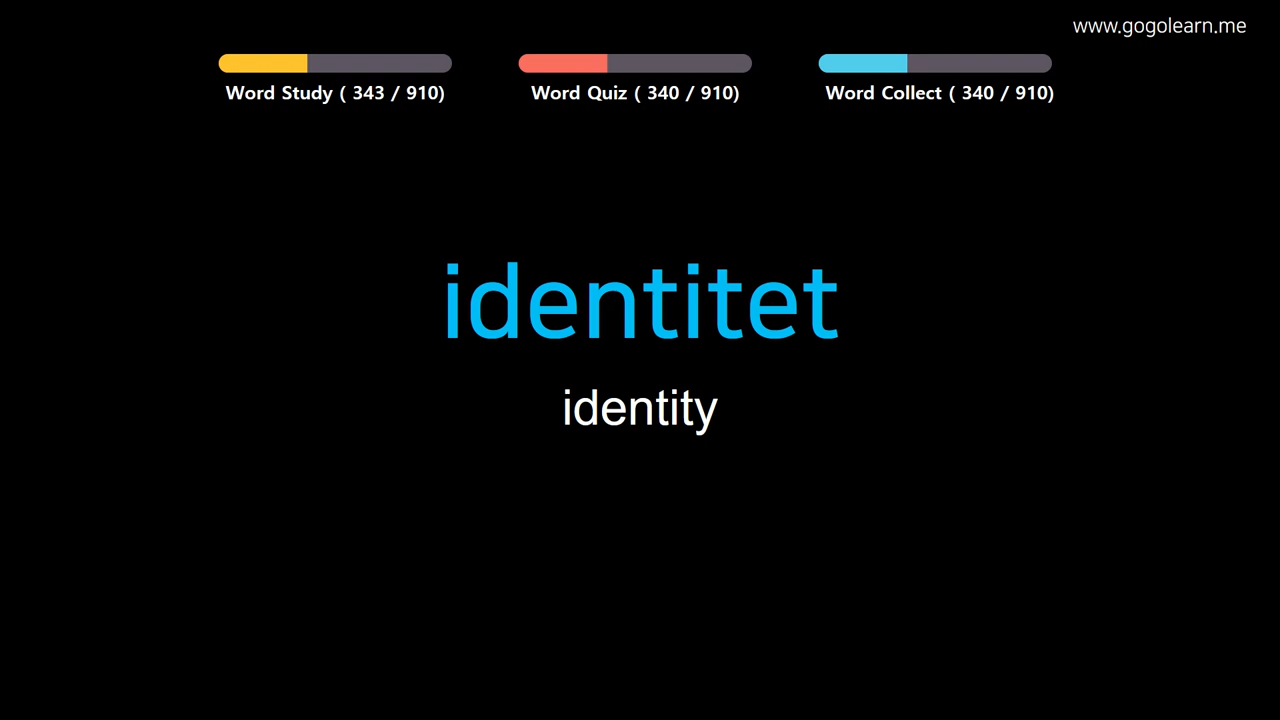 www.gogolearn.me
Word Study ( 343 / 910)
Word Quiz ( 340 / 910)
Word Collect ( 340 / 910)
identitet
identity